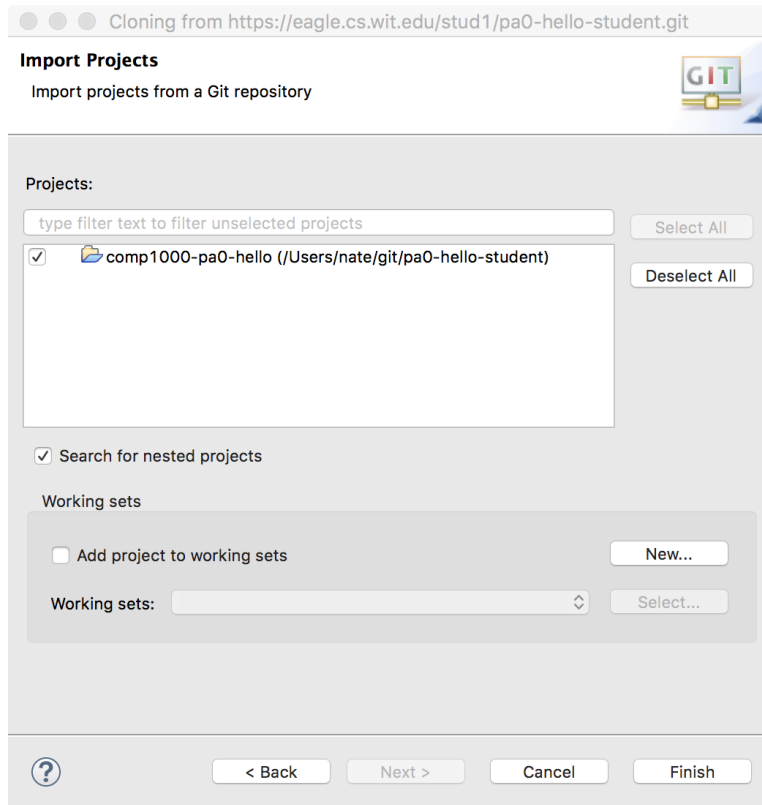 Cloning from https://eagle.cs.wit.edu/stud1/pa0-hello-student.git
Import Projects
Import projects from a Git repository
GIT
Projects:
type filter text to filter unselected projects
Select All
comp1000-pa0-hello (/Users/nate/git/pa0-hello-student)
Deselect All
Search for nested projects
Working sets
Add project to working sets
New...
Working sets:
Select...
?
< Back
Next >
Cancel
Finish